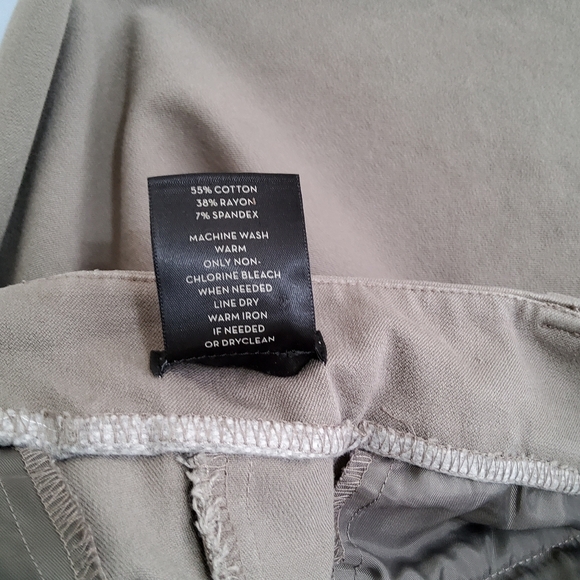 55% COTTON
38% RAYON
7% SPANDEX
MACHINE WASH
WARM
ONLY NON-
CHLORINE BLEACH
WHEN NEEDED
LINE DRY
WARM IRON
IF NEEDED
OR DRYCLEAN